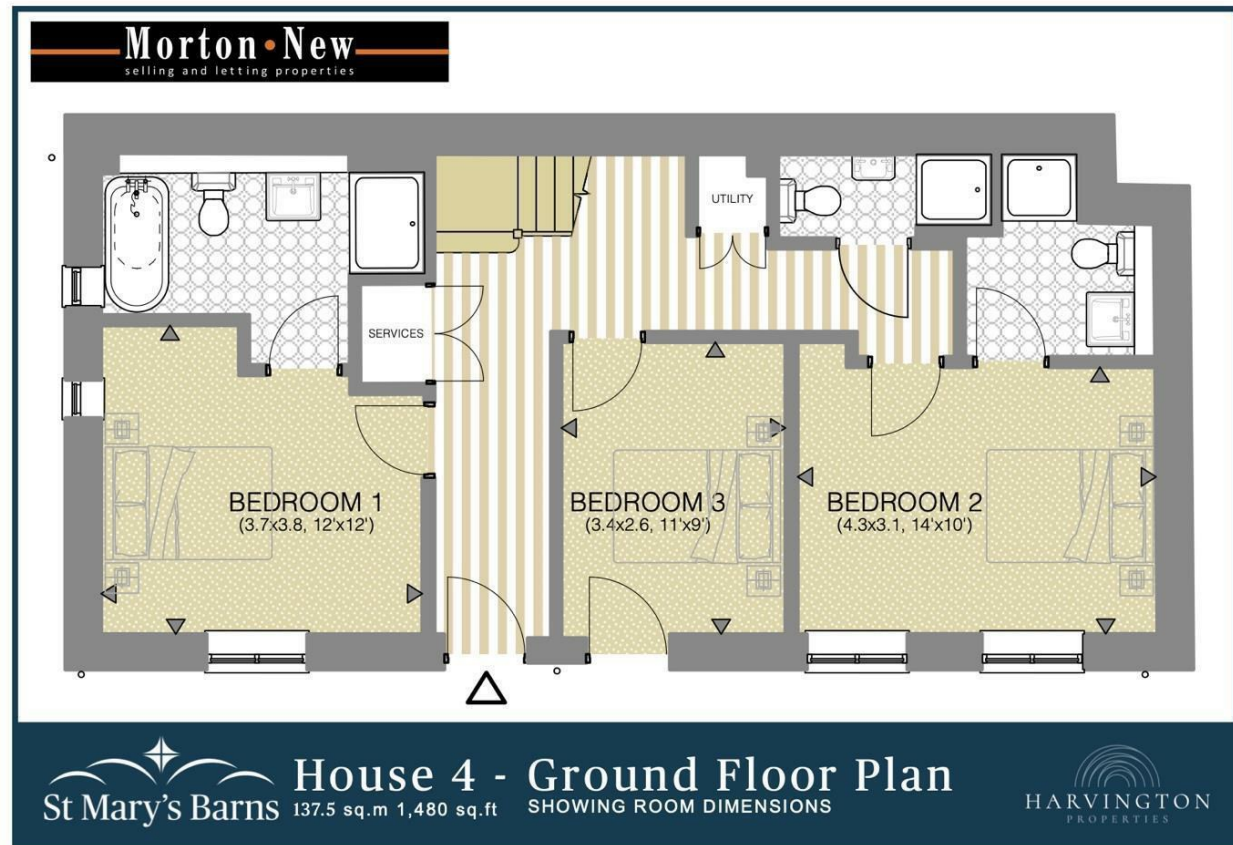 Morton•New
selling and letting properties
UTILITY
SERVICES
BEDROOM 1
(3.7x3.8, 12'x12')
BEDROOM 3
(3.4x2.6, 11'x9')
BEDROOM 2
(4.3x3.1, 14'x10')
St Mary's Barns
House 4 - Ground Floor Plan
137.5 sq.m 1,480 sq.ft
SHOWING ROOM DIMENSIONS
HARVINGTON
PROPERTIES